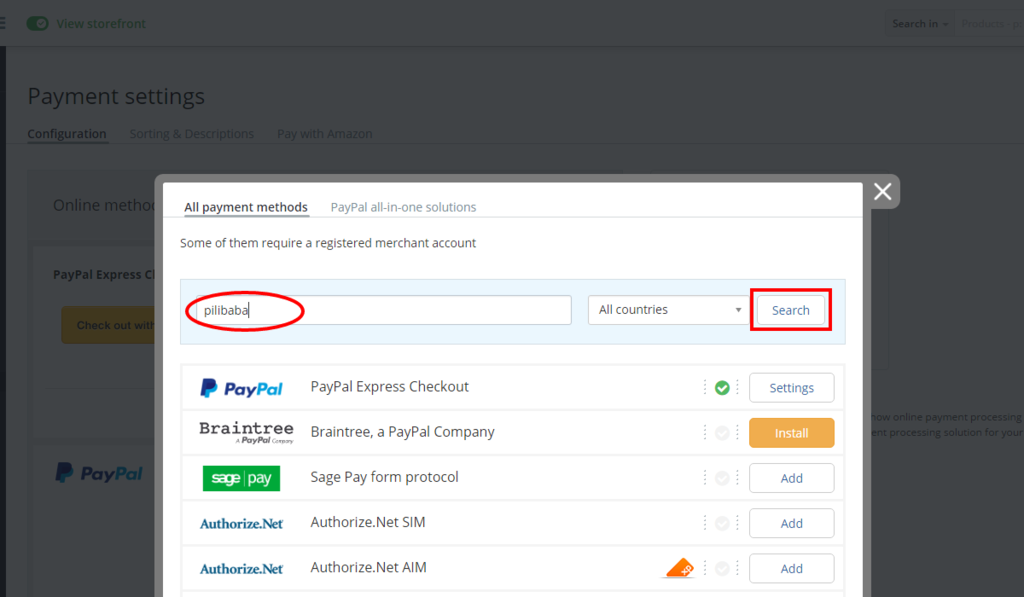 View storefront
Search in
Products - p
Payment settings
Configuration Sorting & Descriptions Pay with Amazon
Online method
All payment methods PayPal all-in-one solutions
Some of them require a registered merchant account
PayPal Express C
pilibaba All countries Search
Check out with
PayPal PayPal Express Checkout Settings
Braintree A PayPal Company Braintree, a PayPal Company Install
how online payment processing
ent processing solution for your
PayPal
sage pay Sage Pay form protocol Add
Authorize.Net Authorize.Net SIM Add
Authorize.Net Authorize.Net AIM Add